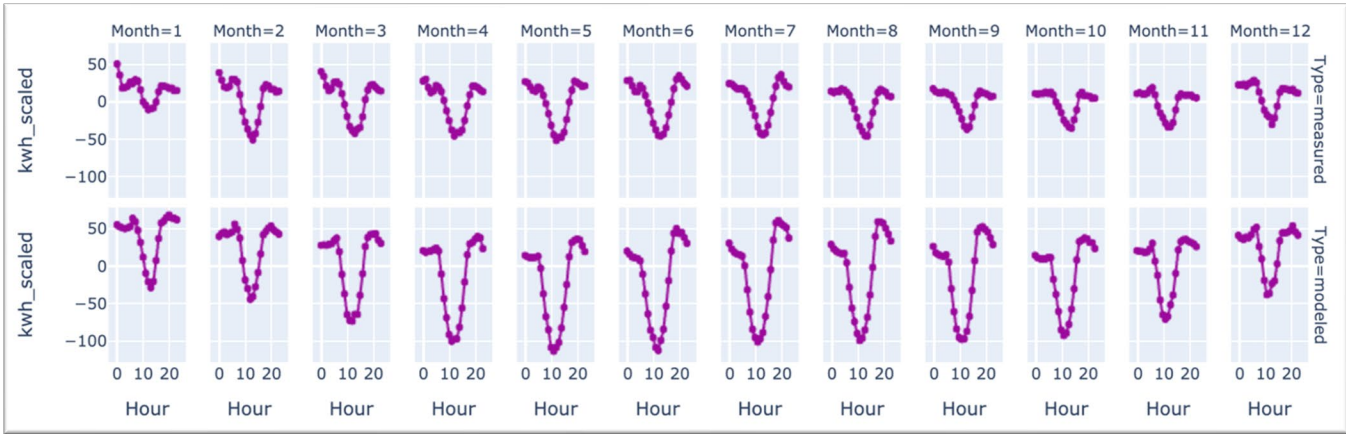 Month=1 Month=2 Month=3 Month=4 Month=5 Month=6 Month=7 Month=8 Month=9 Month=10 Month=11 Month=12
kwh_scaled
50
0
−50
−100
Type=measured
kwh_scaled
50
0
−50
−100
Type=modeled
0 10 20 0 10 20 0 10 20 0 10 20 0 10 20 0 10 20 0 10 20 0 10 20 0 10 20 0 10 20 0 10 20 0 10 20
Hour Hour Hour Hour Hour Hour Hour Hour Hour Hour Hour Hour